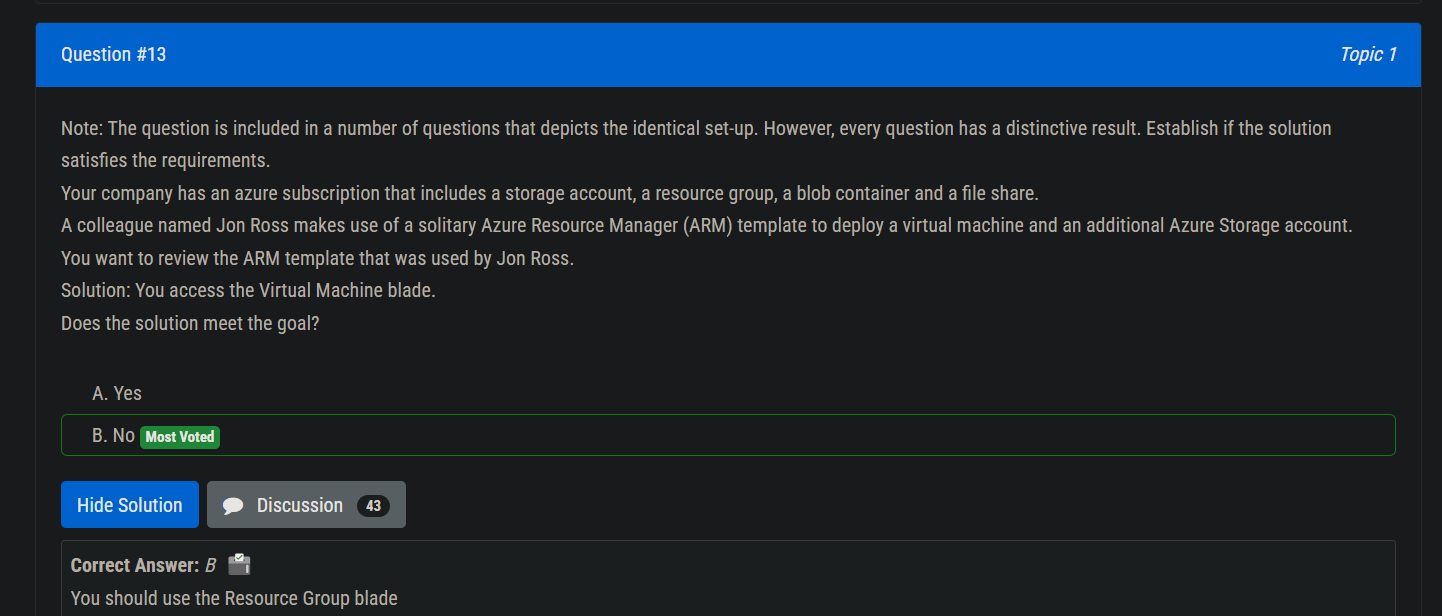 Question #13
Topic 1
Note: The question is included in a number of questions that depicts the identical set-up. However, every question has a distinctive result. Establish if the solution
satisfies the requirements.
Your company has an azure subscription that includes a storage account, a resource group, a blob container and a file share.
A colleague named Jon Ross makes use of a solitary Azure Resource Manager (ARM) template to deploy a virtual machine and an additional Azure Storage account.
You want to review the ARM template that was used by Jon Ross.
Solution: You access the Virtual Machine blade.
Does the solution meet the goal?
A. Yes
B. No Most Voted
Hide Solution
Discussion 43
Correct Answer: B
You should use the Resource Group blade